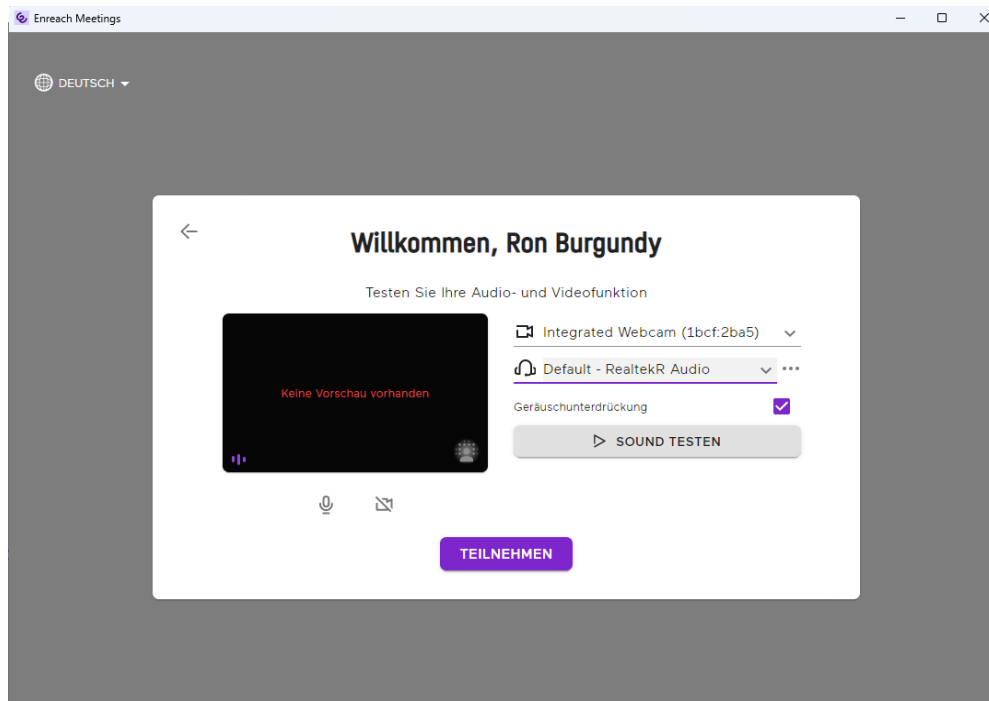 Enreach Meetings
DEUTSCH
Willkommen, Ron Burgundy
Testen Sie Ihre Audio- und Videofunktion
Integrated Webcam (1bcf:2ba5)
Default - RealtekR Audio
Keine Vorschau vorhanden
Geräuschunterdrückung
SOUND TESTEN
TEILNEHMEN